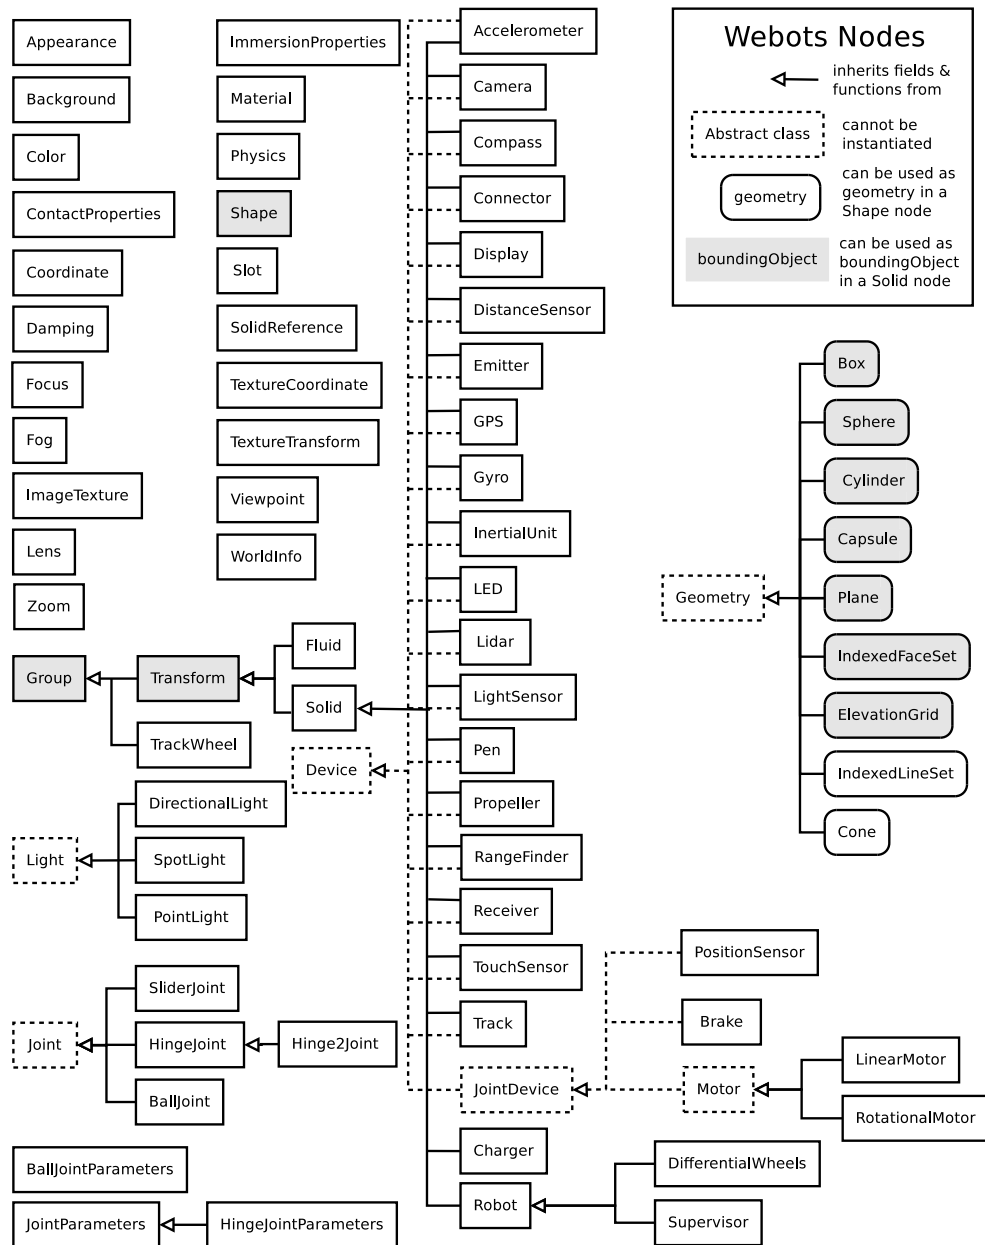 Appearance
Background
Color
ContactProperties
Coordinate
Damping
Focus
Fog
ImageTexture
Lens
Zoom
ImmersionProperties
Material
Physics
Shape
Slot
SolidReference
TextureCoordinate
TextureTransform
Viewpoint
WorldInfo
Group
Transform
TrackWheel
Fluid
Solid
Device
Light
DirectionalLight
SpotLight
PointLight
Joint
SliderJoint
HingeJoint
Hinge2Joint
BallJoint
BallJointParameters
JointParameters
HingeJointParameters
Accelerometer
Camera
Compass
Connector
Display
DistanceSensor
Emitter
GPS
Gyro
InertialUnit
LED
Lidar
LightSensor
Pen
Propeller
RangeFinder
Receiver
TouchSensor
Track
JointDevice
Charger
Robot
PositionSensor
Brake
Motor
LinearMotor
RotationalMotor
DifferentialWheels
Supervisor
Webots Nodes
inherits fields &
functions from
Abstract class
cannot be
instantiated
geometry
can be used as
geometry in a
Shape node
boundingObject
can be used as
boundingObject
in a Solid node
Geometry
Box
Sphere
Cylinder
Capsule
Plane
IndexedFaceSet
ElevationGrid
IndexedLineSet
Cone